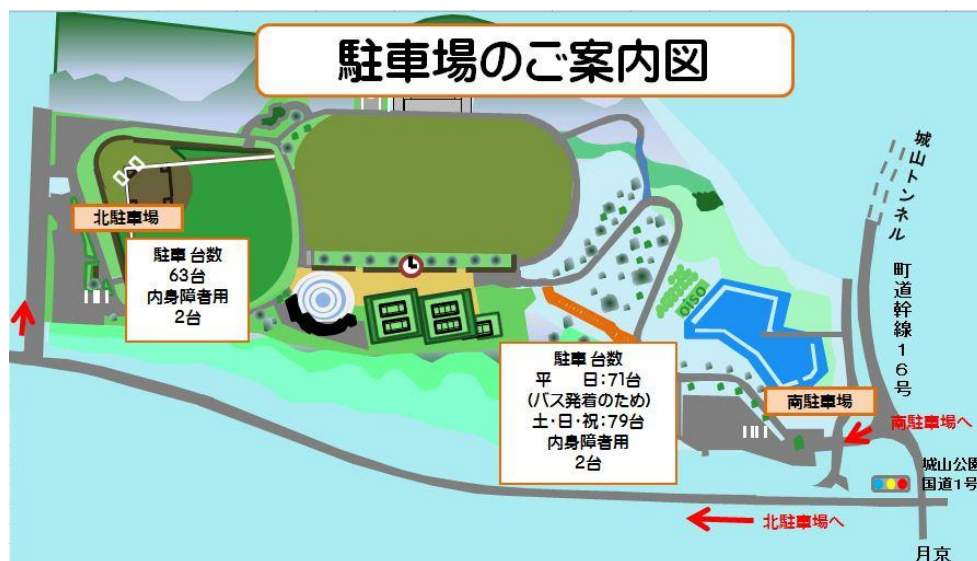 駐車場のご案内図
城山トンネル
町道幹線16号
北駐車場
駐車台数
63台
内身障者用
2台
oiso
駐車台数
平　日:71台
(バス発着のため)
土・日・祝:79台
内身障者用
2台
南駐車場
南駐車場へ
城山公園
国道1号
北駐車場へ
月京